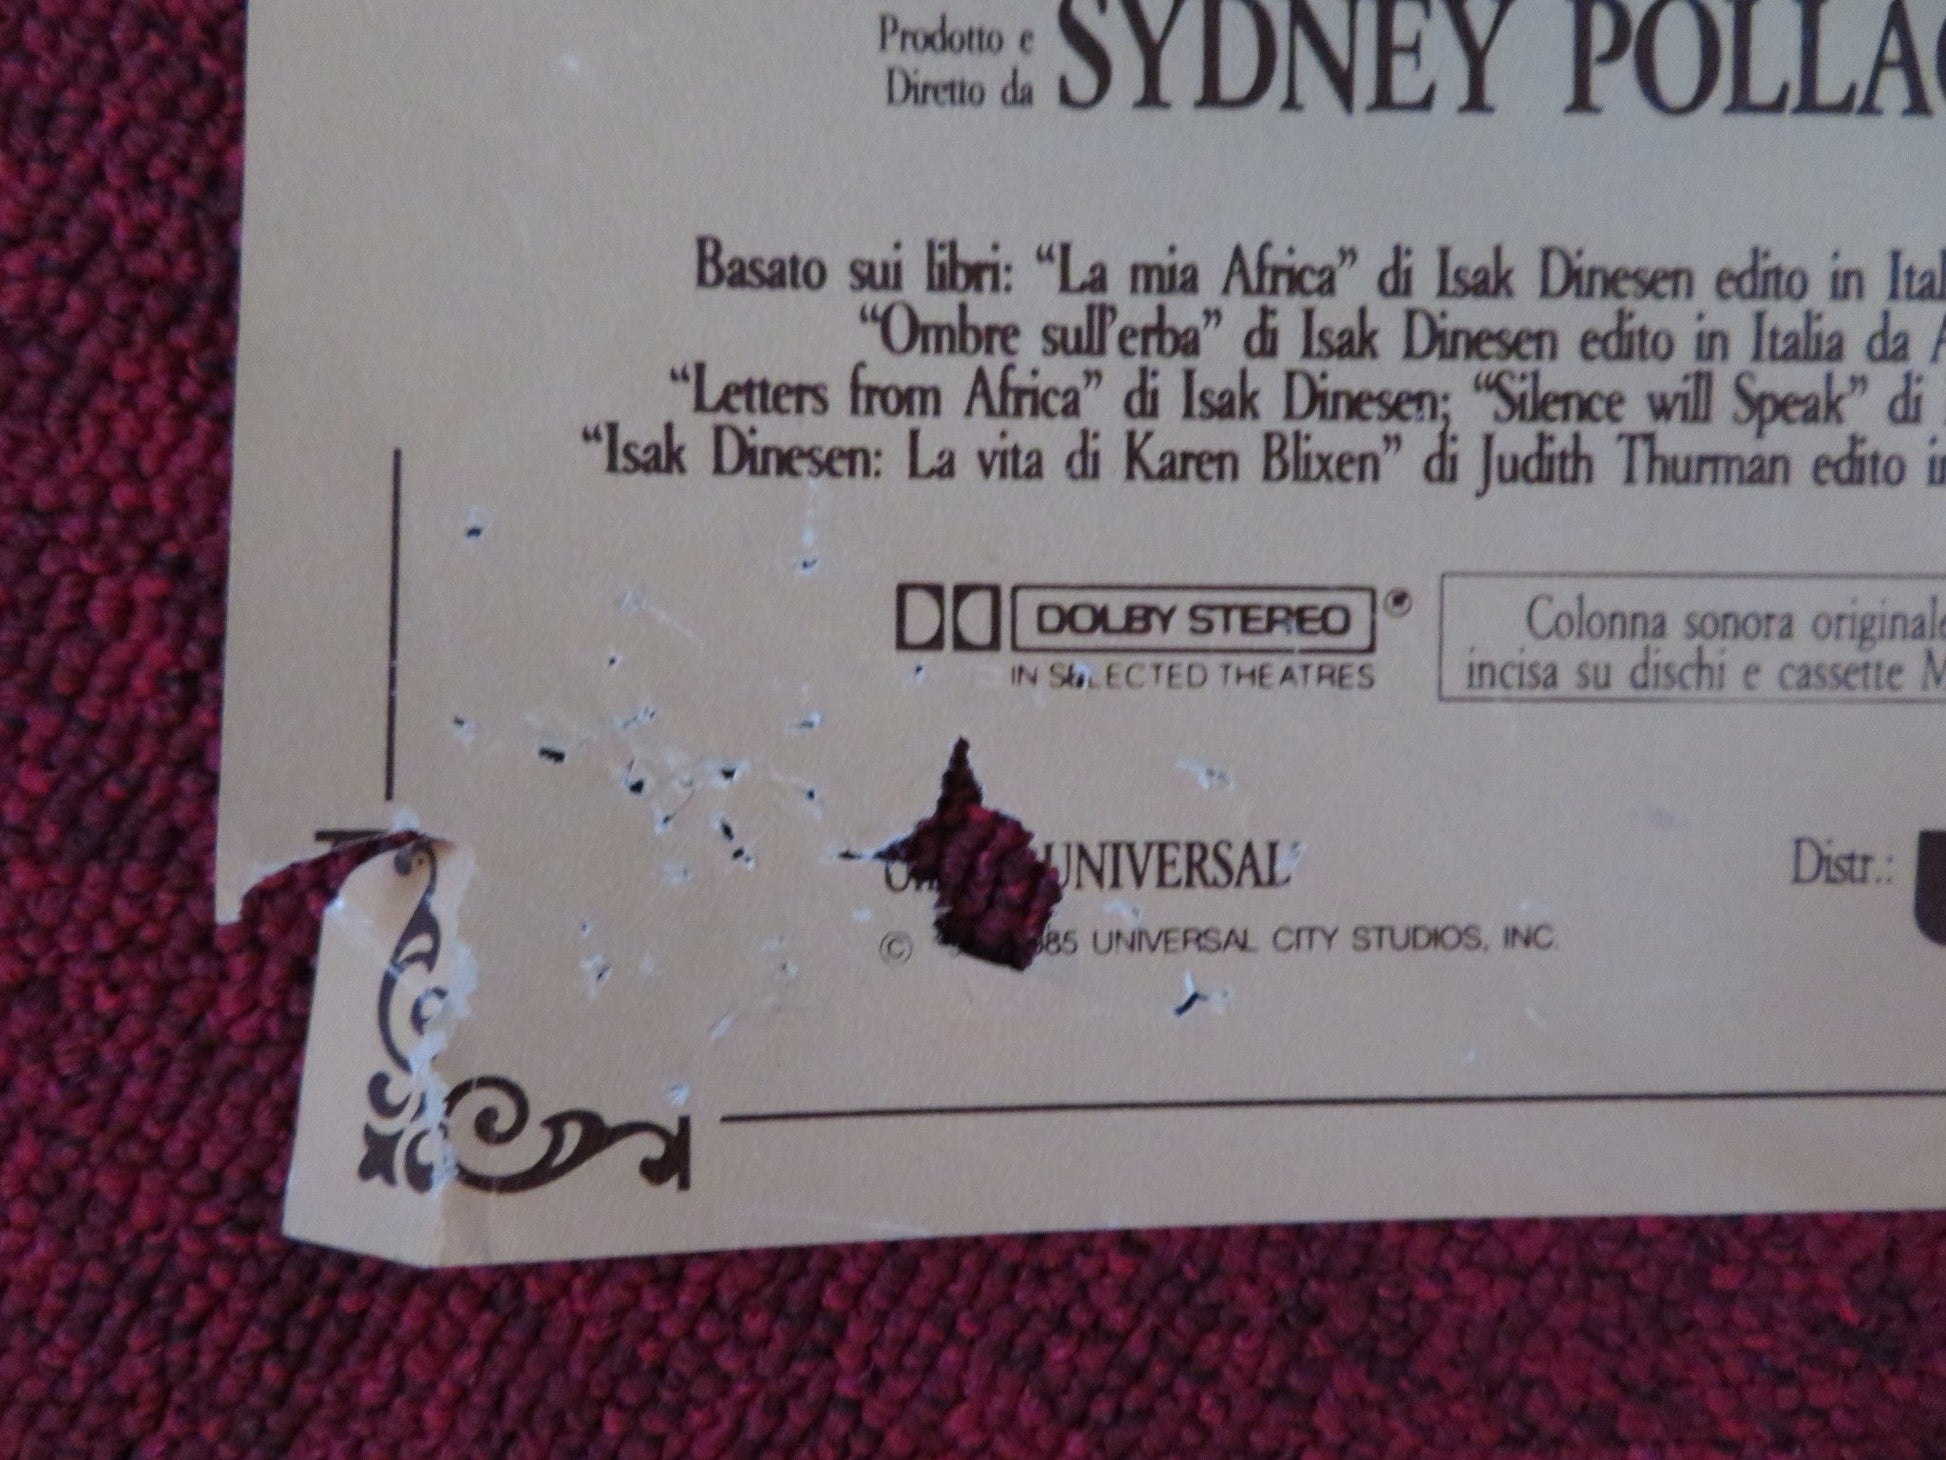 Prodotto e
Diretto da SYDNEY
Basato sui libri: “La mia Africa” di Isak Dinesen edito in
“Ombre sull'erba” di Isak Dinesen edito in Italia da
“Letters from Africa” di Isak Dinesen; “Silence will Speak” di
“Isak Dinesen: La vita di Karen Blixen” di Judith Thurman edito
DOLBY STEREO ®
IN SELECTED THEATRES
Colonna sonora originale
incisa su dischi e cassette
UNIVERSAL
© 85 UNIVERSAL CITY STUDIOS, INC.
Distr.: